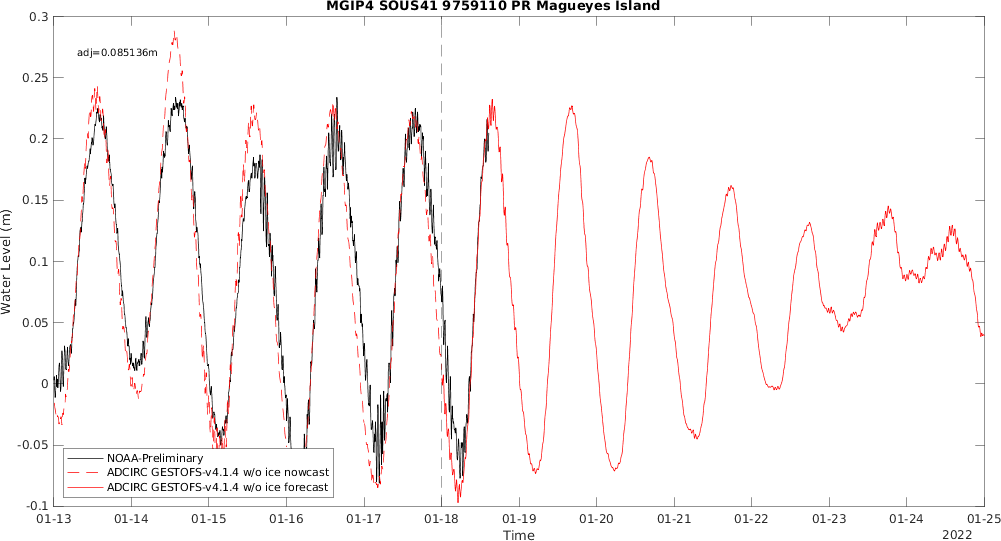 MGIP4 SOUS41 9759110 PR Magueyes Island
adj=0.085136m
Water Level (m)
0.3
0.25
0.2
0.15
0.1
0.05
0
-0.05
-0.1
NOAA-Preliminary
ADCIRC GESTOFS-v4.1.4 w/o ice nowcast
ADCIRC GESTOFS-v4.1.4 w/o ice forecast
01-13 01-14 01-15 01-16 01-17 01-18 01-19 01-20 01-21 01-22 01-23 01-24 01-25
Time
2022